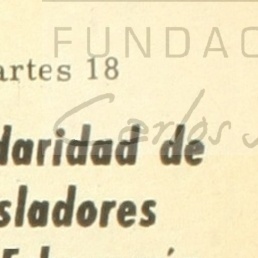 FUNDAC
artes 18
Carlos
daridad de
sladores